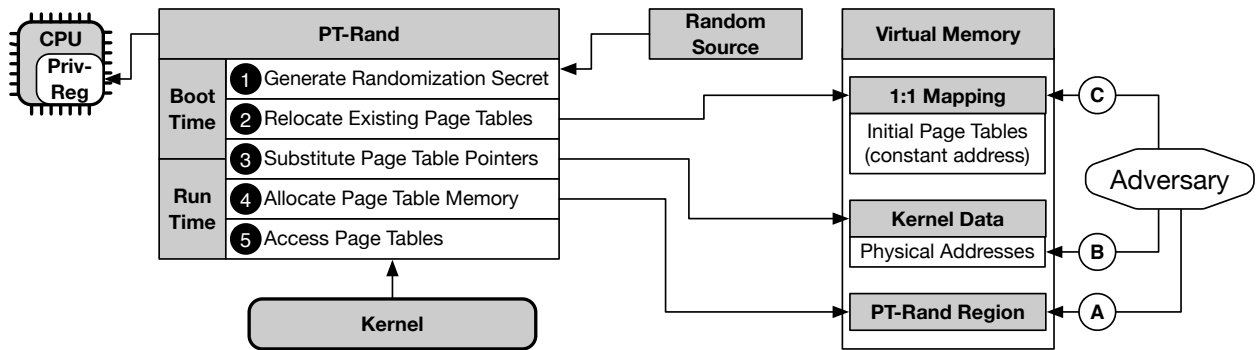 CPU
Priv-
Reg
PT-Rand
Boot
Time
1 Generate Randomization Secret
2 Relocate Existing Page Tables
3 Substitute Page Table Pointers
Run
Time
4 Allocate Page Table Memory
5 Access Page Tables
Kernel
Random
Source
Virtual Memory
1:1 Mapping
Initial Page Tables
(constant address)
Kernel Data
Physical Addresses
PT-Rand Region
C
Adversary
B
A